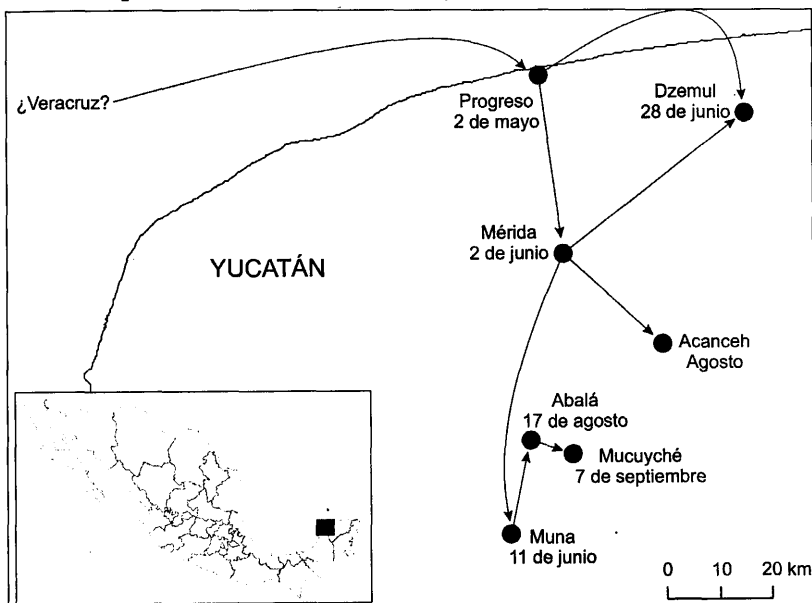 ¿Veracruz?
Progreso
2 de mayo
Dzemul
28 de junio
Mérida
2 de junio
YUCATÁN
Acanceh
Agosto
Abalá
17 de agosto
Mucuyché
7 de septiembre
Muna
11 de junio
0 10 20 km